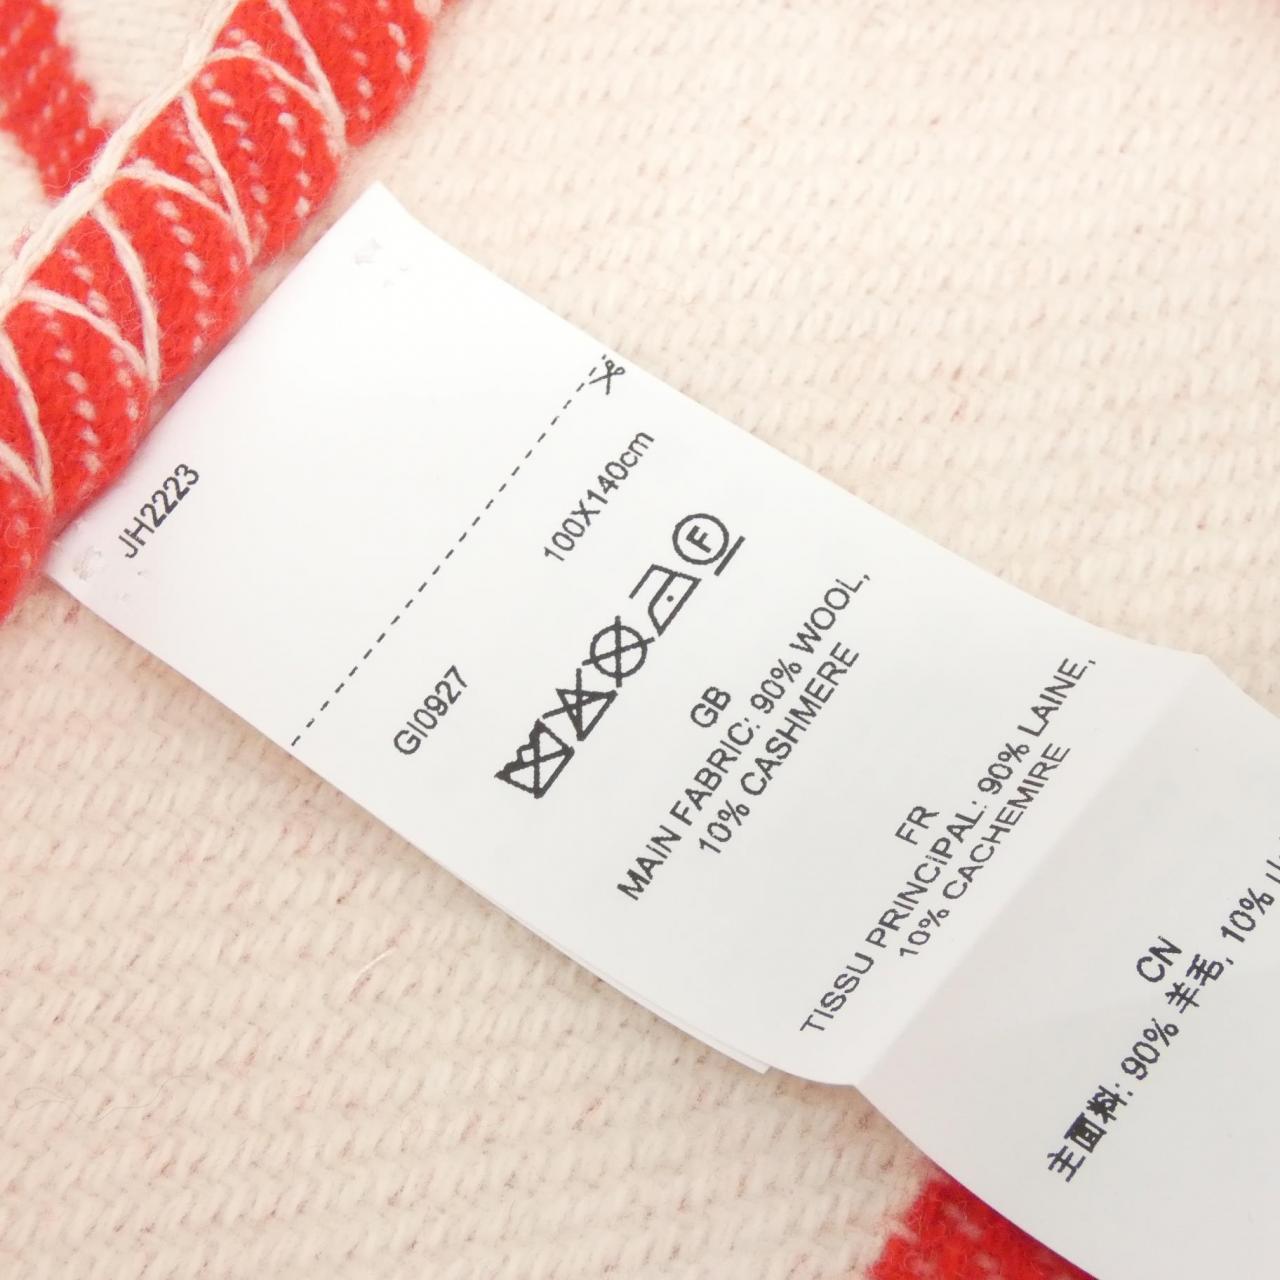 JH2223
100X140cm
GI0927
F
GB
MAIN FABRIC: 90% WOOL,
10% CASHMERE
FR
TISSU PRINCIPAL: 90% LAINE,
10% CACHEMIRE
CN
主面料: 90% 羊毛, 10%